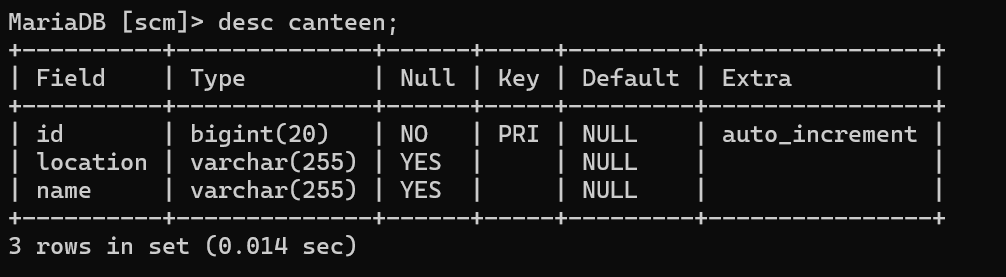 MariaDB [scm]> desc canteen;
+----------+--------------+------+-----+---------+----------------+
| Field    | Type         | Null | Key | Default | Extra          |
+----------+--------------+------+-----+---------+----------------+
| id       | bigint(20)   | NO   | PRI | NULL    | auto_increment |
| location | varchar(255) | YES  |     | NULL    |                |
| name     | varchar(255) | YES  |     | NULL    |                |
+----------+--------------+------+-----+---------+----------------+
3 rows in set (0.014 sec)